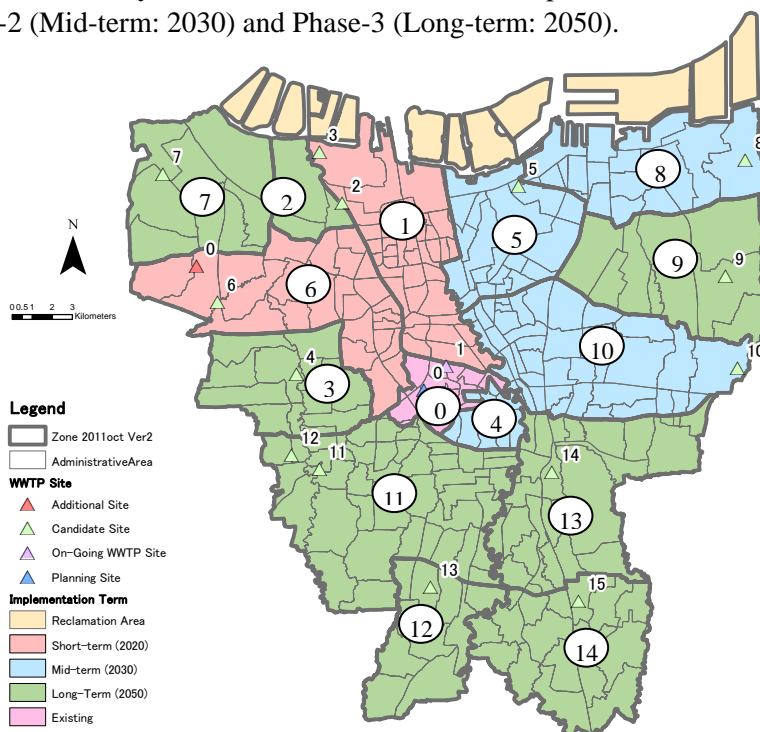 -2 (Mid-term: 2030) and Phase-3 (Long-term: 2050).
3
7
8
2
5
7
2
8
1
5
0
9
6
9
6
10
1
10
4
0
3
0
4
12
11
14
11
13
13
15
12
14
N
0 0.5 1 2 3
Kilometers
Legend
Zone 2011oct Ver2
AdministrativeArea
WWTP Site
Additional Site
Candidate Site
On-Going WWTP Site
Planning Site
Implementation Term
Reclamation Area
Short-term (2020)
Mid-term (2030)
Long-Term (2050)
Existing